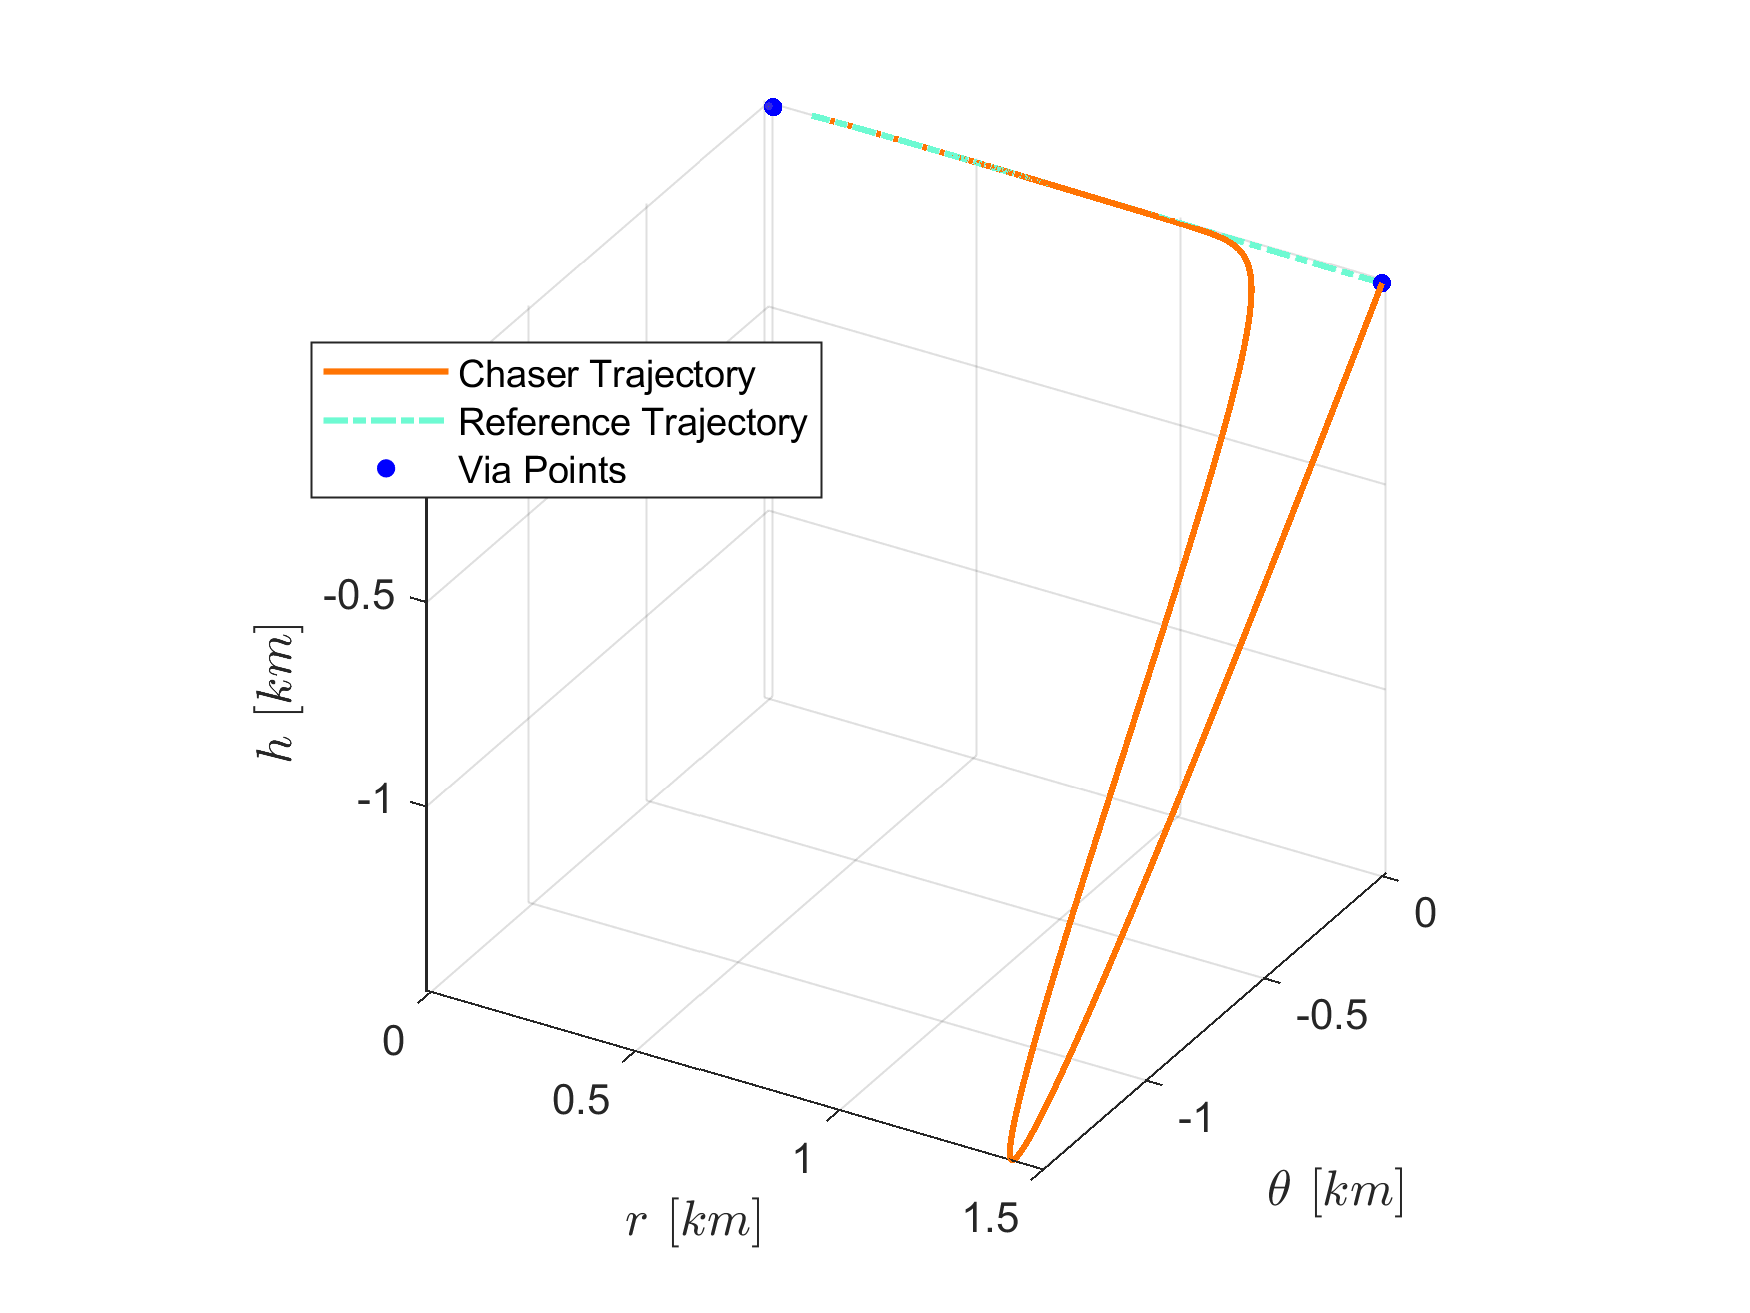 Chaser Trajectory
Reference Trajectory
Via Points
-0.5
-1
h [km]
0
0.5
1
1.5
r [km]
0
-0.5
-1
θ [km]